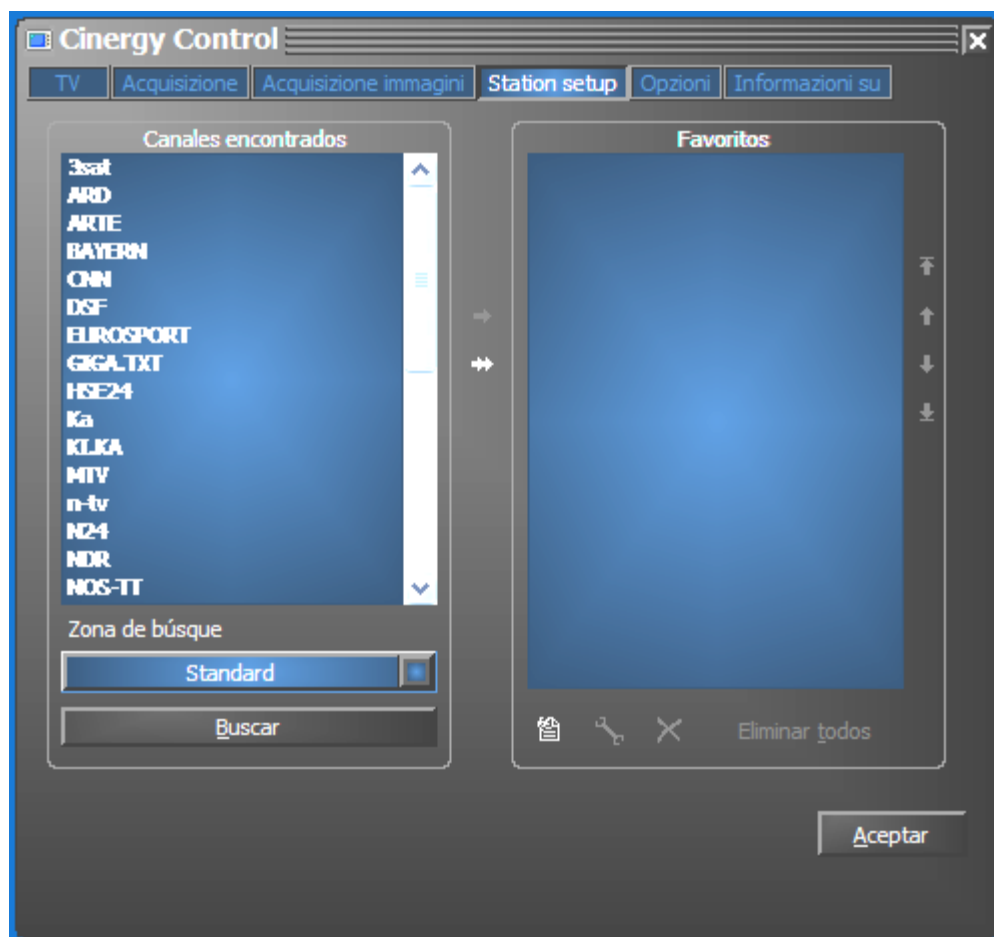 Cinergy Control
TV Acquisizione Acquisizione immagini Station setup Opzioni Informazioni su
Canales encontrados
3sat
ARD
ARTE
BAYERN
CNN
DSF
EUROSPORT
GIGA.TXT
HSE24
Ka
KI.KA
MTV
n-tv
N24
NDR
NOS-TT
Zona de búsque
Standard
Buscar
Favoritos
Eliminar todos
Aceptar